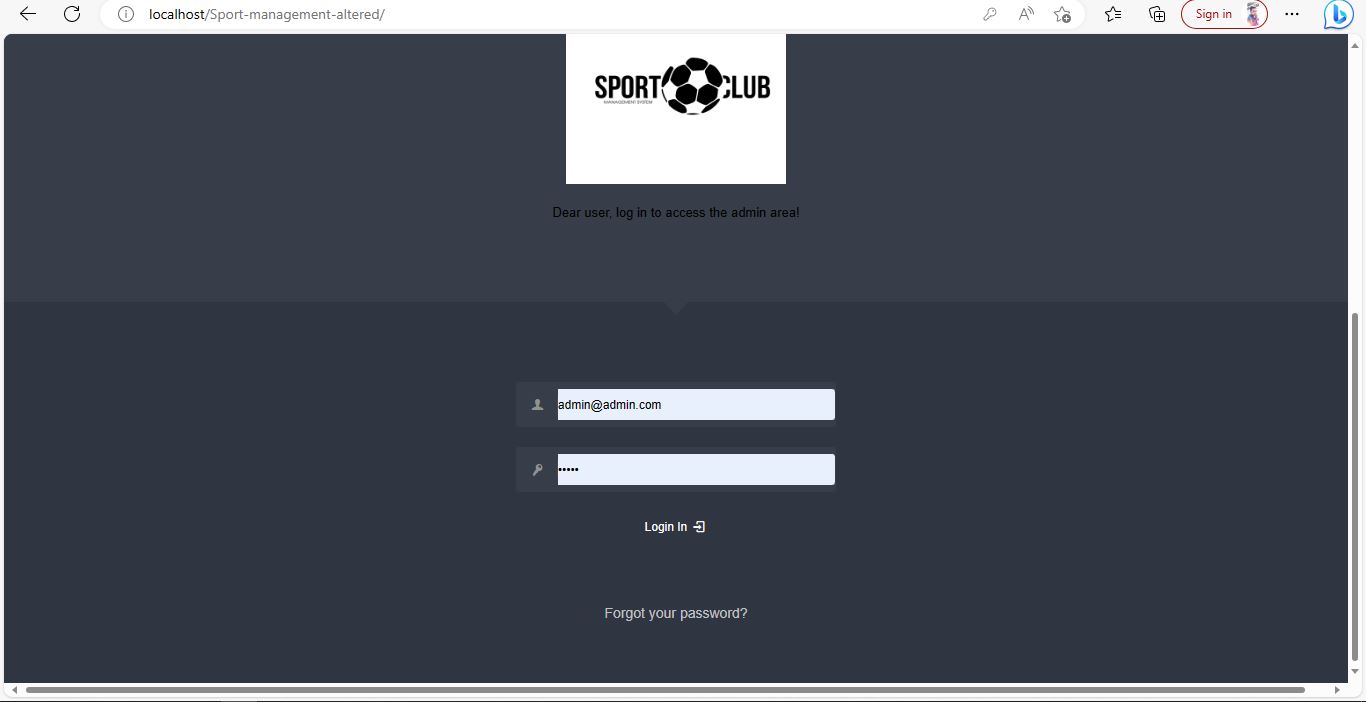 localhost/Sport-management-altered/
Sign in
SPORT CLUB
MANAGEMENT SYSTEM
Dear user, log in to access the admin area!
admin@admin.com
•••••
Login In
Forgot your password?